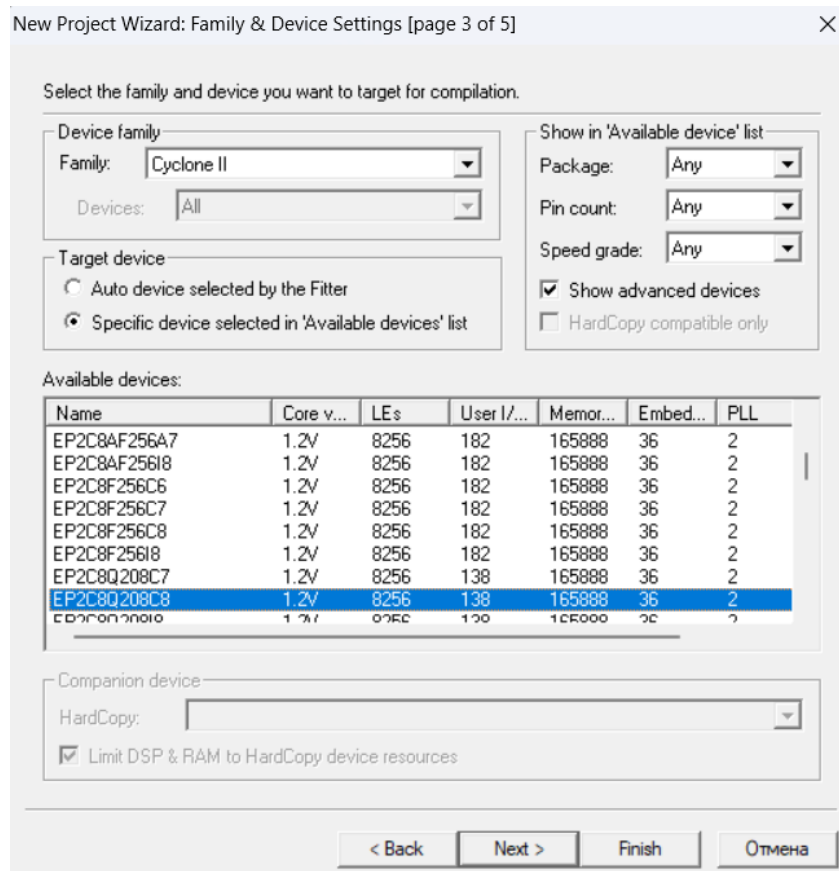 New Project Wizard: Family & Device Settings [page 3 of 5]
Select the family and device you want to target for compilation.
Device family
Family: Cyclone II
Devices: All
Show in 'Available device' list
Package: Any
Pin count: Any
Speed grade: Any
Show advanced devices
HardCopy compatible only
Target device
Auto device selected by the Fitter
Specific device selected in 'Available devices' list
Available devices:
Name Core v... LEs User I/... Memor... Embed... PLL
EP2C8AF256A7 1.2V 8256 182 165888 36 2
EP2C8AF256I8 1.2V 8256 182 165888 36 2
EP2C8F256C6 1.2V 8256 182 165888 36 2
EP2C8F256C7 1.2V 8256 182 165888 36 2
EP2C8F256C8 1.2V 8256 182 165888 36 2
EP2C8F256I8 1.2V 8256 182 165888 36 2
EP2C8Q208C7 1.2V 8256 138 165888 36 2
EP2C8Q208C8 1.2V 8256 138 165888 36 2
Companion device
HardCopy:
Limit DSP & RAM to HardCopy device resources
< Back Next > Finish Отмена